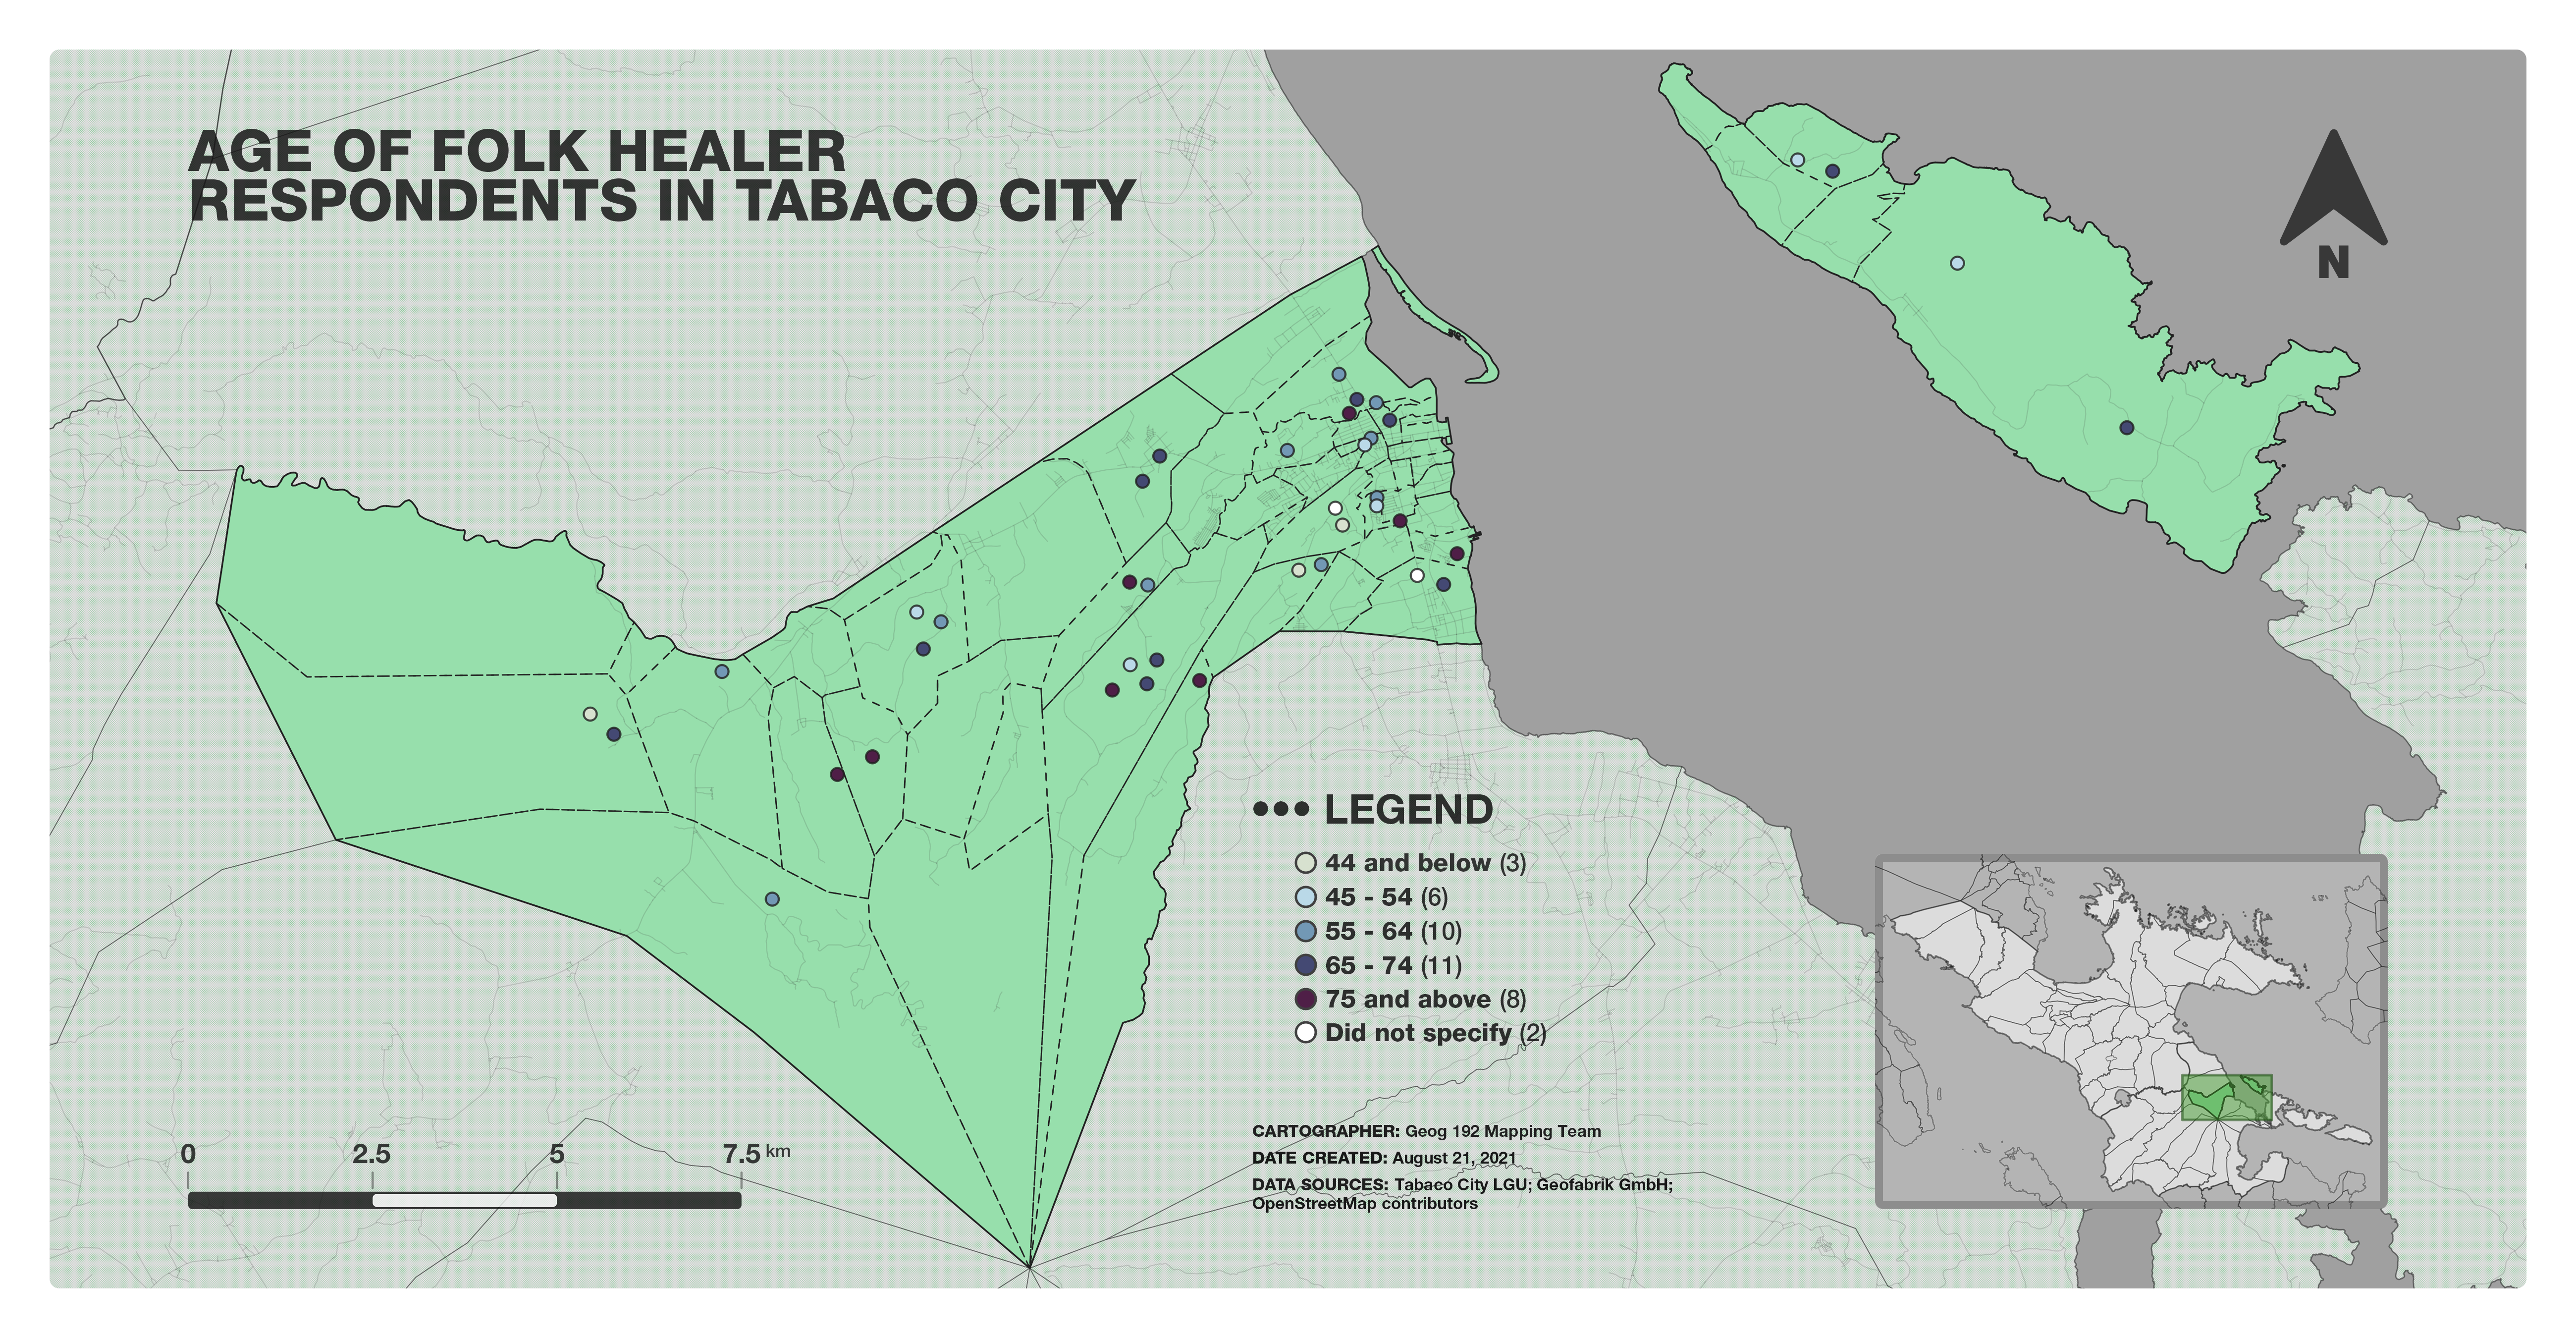 AGE OF FOLK HEALER
RESPONDENTS IN TABACO CITY
N
LEGEND
44 and below (3)
45 - 54 (6)
55 - 64 (10)
65 - 74 (11)
75 and above (8)
Did not specify (2)
0 2.5 5 7.5 km
CARTOGRAPHER: Geog 192 Mapping Team
DATE CREATED: August 21, 2021
DATA SOURCES: Tabaco City LGU; Geofabrik GmbH;
OpenStreetMap contributors